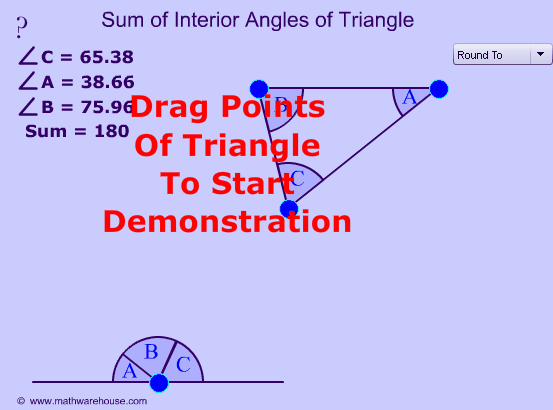 ?
Sum of Interior Angles of Triangle
∠C = 65.38
∠A = 38.66
∠B = 75.96
Sum = 180
Round To
B
A
C
Drag Points
Of Triangle
To Start
Demonstration
A
B
C
© www.mathwarehouse.com